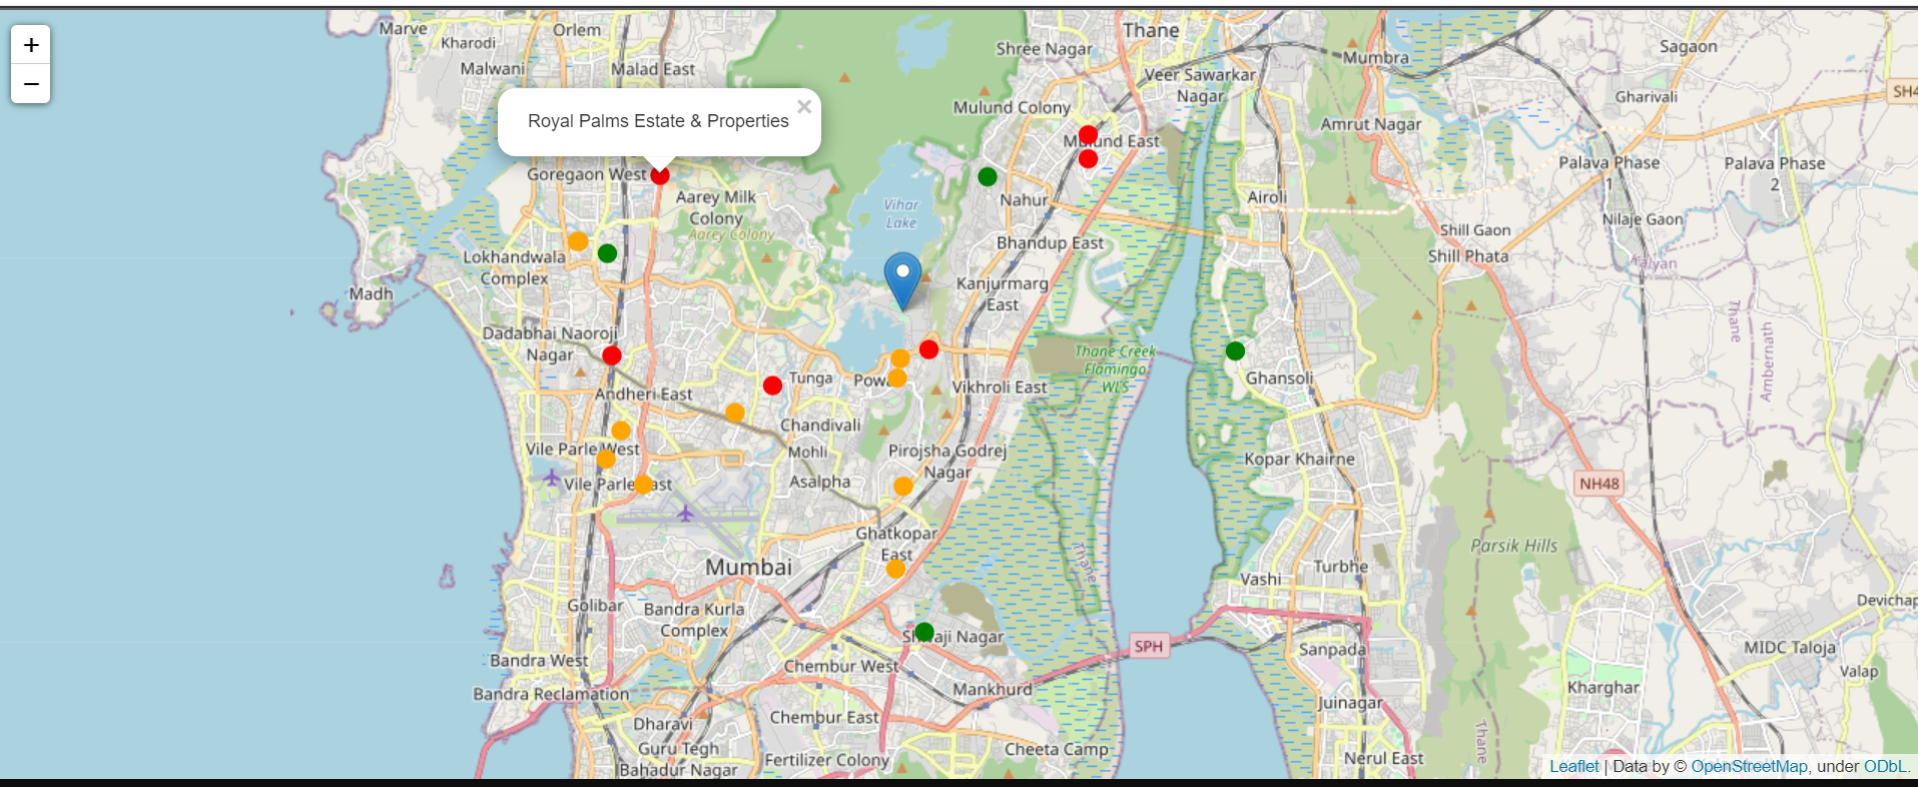 +
−
Marve
Orlem
Kharodi
Malwani
Malad East
Shree Nagar
Thane
Mumbra
Sagaon
Veer Sawarkar
Nagar
Gharivali
SH4
Mulund Colony
Amrut Nagar
Royal Palms Estate & Properties
×
Mulund East
Palava Phase
1
Palava Phase
2
Goregaon West
Aarey Milk
Colony
Aarey Colony
Vihar
Lake
Nahur
Airoli
Nilaje Gaon
Shill Gaon
Bhandup East
Shill Phata
Kalyan
Lokhandwala
Complex
Madh
Kanjurmarg
East
Thane
Ambernath
Dadabhai Naoroji
Nagar
Thane Creek
Flamingo
WLS
Tunga
Powai
Vikhroli East
Ghansoli
Andheri East
Chandivali
Vile Parle West
Mohli
Pirojsha Godrej
Nagar
Kopar Khairne
Vile Parle East
Asalpha
NH48
Ghatkopar
East
Parsik Hills
Thane
Mumbai
Vashi
Turbhe
Golibar
Bandra Kurla
Complex
Devichap
Shivaji Nagar
SPH
Sanpada
MIDC Taloja
Bandra West
Chembur West
Valap
Bandra Reclamation
Mankhurd
Kharghar
Juinagar
Dharavi
Chembur East
Thane
Guru Tegh
Bahadur Nagar
Fertilizer Colony
Cheeta Camp
Nerul East
Leaflet | Data by © OpenStreetMap, under ODbL.